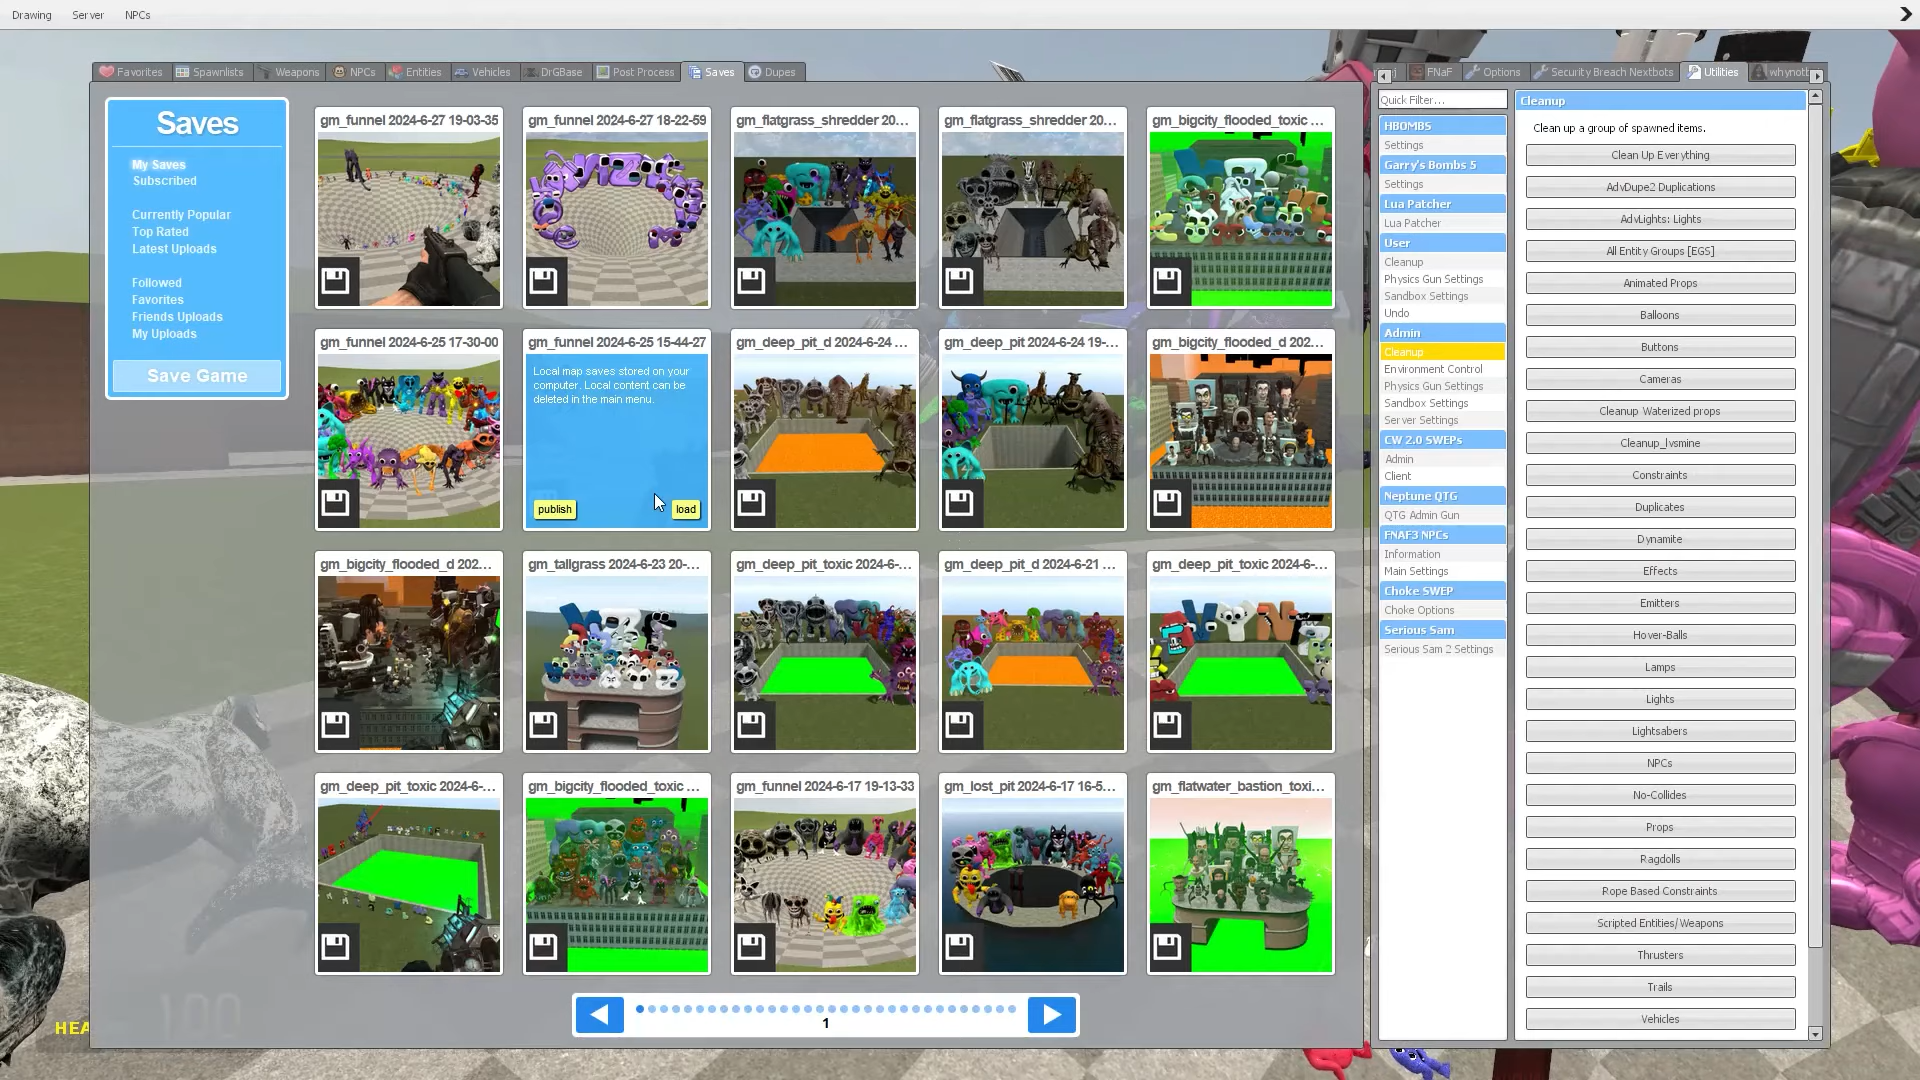 Drawing Server NPCs
Favorites Spawnlists Weapons NPCs Entities Vehicles DrGBase Post Process Saves Dupes
FNaF Options Security Breach Nextbots Utilities whynot
Saves
My Saves
Subscribed
Currently Popular
Top Rated
Latest Uploads
Followed
Favorites
Friends Uploads
My Uploads
Save Game
gm_funnel 2024-6-27 19-03-35
gm_funnel 2024-6-27 18-22-59
gm_flatgrass_shredder 20...
gm_flatgrass_shredder 20...
gm_bigcity_flooded_toxic ...
gm_funnel 2024-6-25 17-30-00
gm_funnel 2024-6-25 15-44-27
Local map saves stored on your
computer. Local content can be
deleted in the main menu.
publish load
gm_deep_pit_d 2024-6-24 ...
gm_deep_pit 2024-6-24 19-...
gm_bigcity_flooded_d 202...
gm_bigcity_flooded_d 202...
gm_tallgrass 2024-6-23 20-...
gm_deep_pit_toxic 2024-6-...
gm_deep_pit_d 2024-6-21 ...
gm_deep_pit_toxic 2024-6-...
gm_deep_pit_toxic 2024-6-...
gm_bigcity_flooded_toxic ...
gm_funnel 2024-6-17 19-13-33
gm_lost_pit 2024-6-17 16-5...
gm_flatwater_bastion_toxi...
1
HEA
100
Quick Filter...
HBOMBS
Settings
Garry's Bombs 5
Settings
Lua Patcher
Lua Patcher
User
Cleanup
Physics Gun Settings
Sandbox Settings
Undo
Admin
Cleanup
Environment Control
Physics Gun Settings
Sandbox Settings
Server Settings
CW 2.0 SWEPs
Admin
Client
Neptune QTG
QTG Admin Gun
FNAF3 NPCs
Information
Main Settings
Choke SWEP
Choke Options
Serious Sam
Serious Sam 2 Settings
Cleanup
Clean up a group of spawned items.
Clean Up Everything
AdvDupe2 Duplications
AdvLights: Lights
All Entity Groups [EGS]
Animated Props
Balloons
Buttons
Cameras
Cleanup Waterized props
Cleanup_lvsmine
Constraints
Duplicates
Dynamite
Effects
Emitters
Hover-Balls
Lamps
Lights
Lightsabers
NPCs
No-Collides
Props
Ragdolls
Rope Based Constraints
Scripted Entities/Weapons
Thrusters
Trails
Vehicles